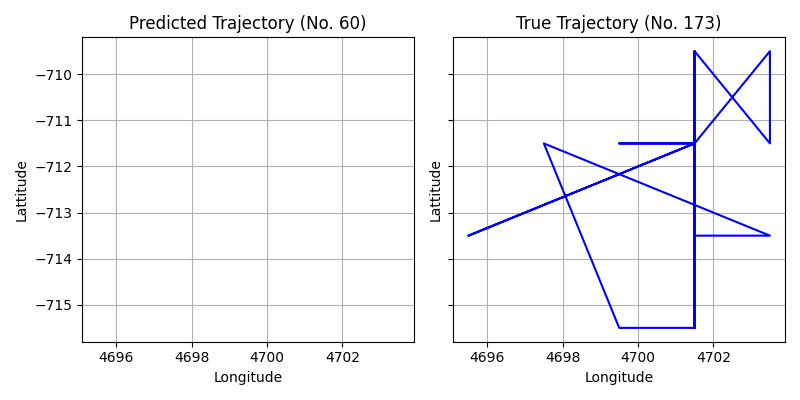 Predicted Trajectory (No. 60)
True Trajectory (No. 173)
Lattitude
−710
−711
−712
−713
−714
−715
4696
4698
4700
4702
Longitude
Lattitude
4696
4698
4700
4702
Longitude